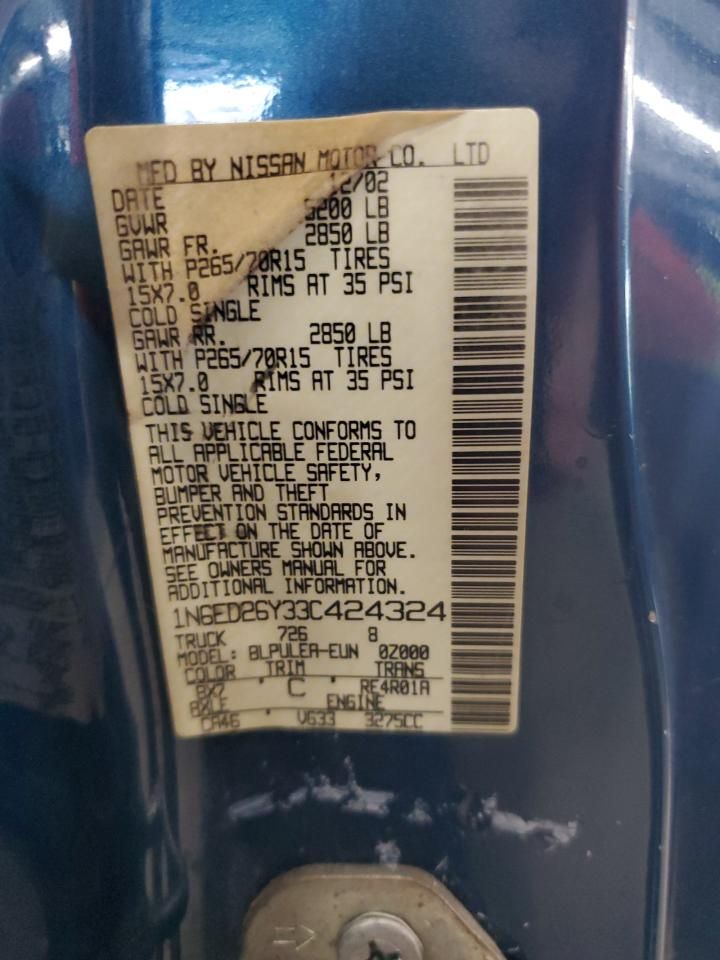 MFD BY NISSAN MOTOR CO. LTD
DATE 12/02
GVWR 5200 LB
GAWR FR. 2850 LB
WITH P265/70R15 TIRES
15X7.0 RIMS AT 35 PSI
COLD SINGLE
GAWR RR. 2850 LB
WITH P265/70R15 TIRES
15X7.0 RIMS AT 35 PSI
COLD SINGLE
THIS VEHICLE CONFORMS TO
ALL APPLICABLE FEDERAL
MOTOR VEHICLE SAFETY,
BUMPER AND THEFT
PREVENTION STANDARDS IN
EFFECT ON THE DATE OF
MANUFACTURE SHOWN ABOVE.
SEE OWNERS MANUAL FOR
ADDITIONAL INFORMATION.
1N6ED26Y33C424324
TRUCK 726 8
MODEL: BLPULEA-EUN 0Z000
COLOR TRIM TRANS
BX7 C RE4R01A
AXLE ENGINE
CA46 VG33 3275CC